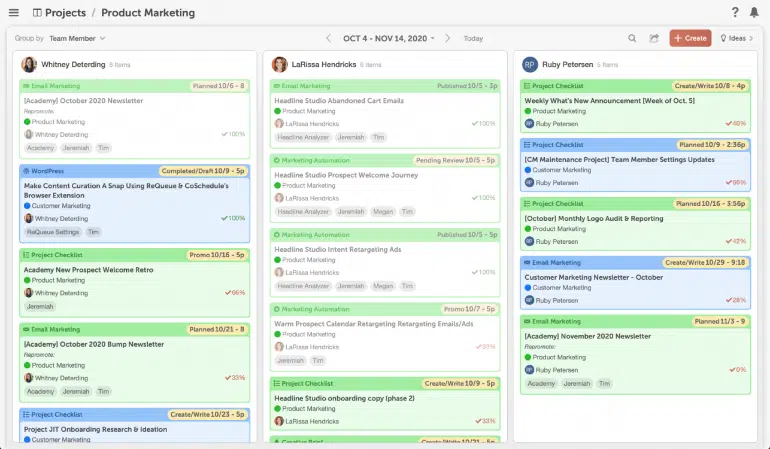 Projects / Product Marketing
?
Group by Team Member
OCT 4 - NOV 14, 2020
Today
+ Create
Ideas
Whitney Deterding 6 items
Email Marketing Planned 10/6 - 8
[Academy] October 2020 Newsletter
Repromote:
Product Marketing
Whitney Deterding 100%
Academy Jeremiah Tim
WordPress Completed/Draft 10/9 - 5p
Make Content Curation A Snap Using ReQueue & CoSchedule's
Browser Extension
Customer Marketing
Whitney Deterding 100%
ReQueue Settings Tim
Project Checklist Promo 10/16 - 5p
Academy New Prospect Welcome Retro
Product Marketing
Whitney Deterding 66%
Jeremiah
Email Marketing Planned 10/21 - 8
[Academy] October 2020 Bump Newsletter
Repromote:
Product Marketing
Whitney Deterding 33%
Academy Jeremiah Tim
Project Checklist Create/Write 10/23 - 5p
Project JIT Onboarding Research & Ideation
Customer Marketing
LaRissa Hendricks 6 items
Email Marketing Published 10/5 - 3p
Headline Studio Abandoned Cart Emails
Product Marketing
LaRissa Hendricks 100%
Headline Analyzer Jeremiah Tim
Marketing Automation Pending Review 10/5 - 5p
Headline Studio Prospect Welcome Journey
Product Marketing
LaRissa Hendricks 100%
Headline Analyzer Jeremiah Megan Tim
Marketing Automation Published 10/5 - 5p
Headline Studio Intent Retargeting Ads
Product Marketing
LaRissa Hendricks 100%
Headline Analyzer Jeremiah Megan Tim
Marketing Automation Promo 10/7 - 5p
Warm Prospect Calendar Retargeting Retargeting Emails/Ads
Product Marketing
LaRissa Hendricks
Jeremiah Tim
Project Checklist Create/Write 10/9 - 5p
Headline Studio onboarding copy (phase 2)
Product Marketing
LaRissa Hendricks 33%
Creative Brief Create/Write 10/16 - 5p
RP Ruby Petersen 5 items
Project Checklist Create/Write 10/8 - 4p
Weekly What's New Announcement [Week of Oct. 5]
Product Marketing
RP Ruby Petersen 40%
Project Checklist Planned 10/9 - 2:36p
[CM Maintenance Project] Team Member Settings Updates
Customer Marketing
RP Ruby Petersen
Project Checklist Planned 10/16 - 3:56p
[October] Monthly Logo Audit & Reporting
Product Marketing
RP Ruby Petersen 42%
Email Marketing Create/Write 10/29 - 9:18
Customer Marketing Newsletter - October
Customer Marketing
RP Ruby Petersen 28%
Email Marketing Planned 11/3 - 9
[Academy] November 2020 Newsletter
Repromote:
Product Marketing
RP Ruby Petersen 0%
Academy Jeremiah Tim